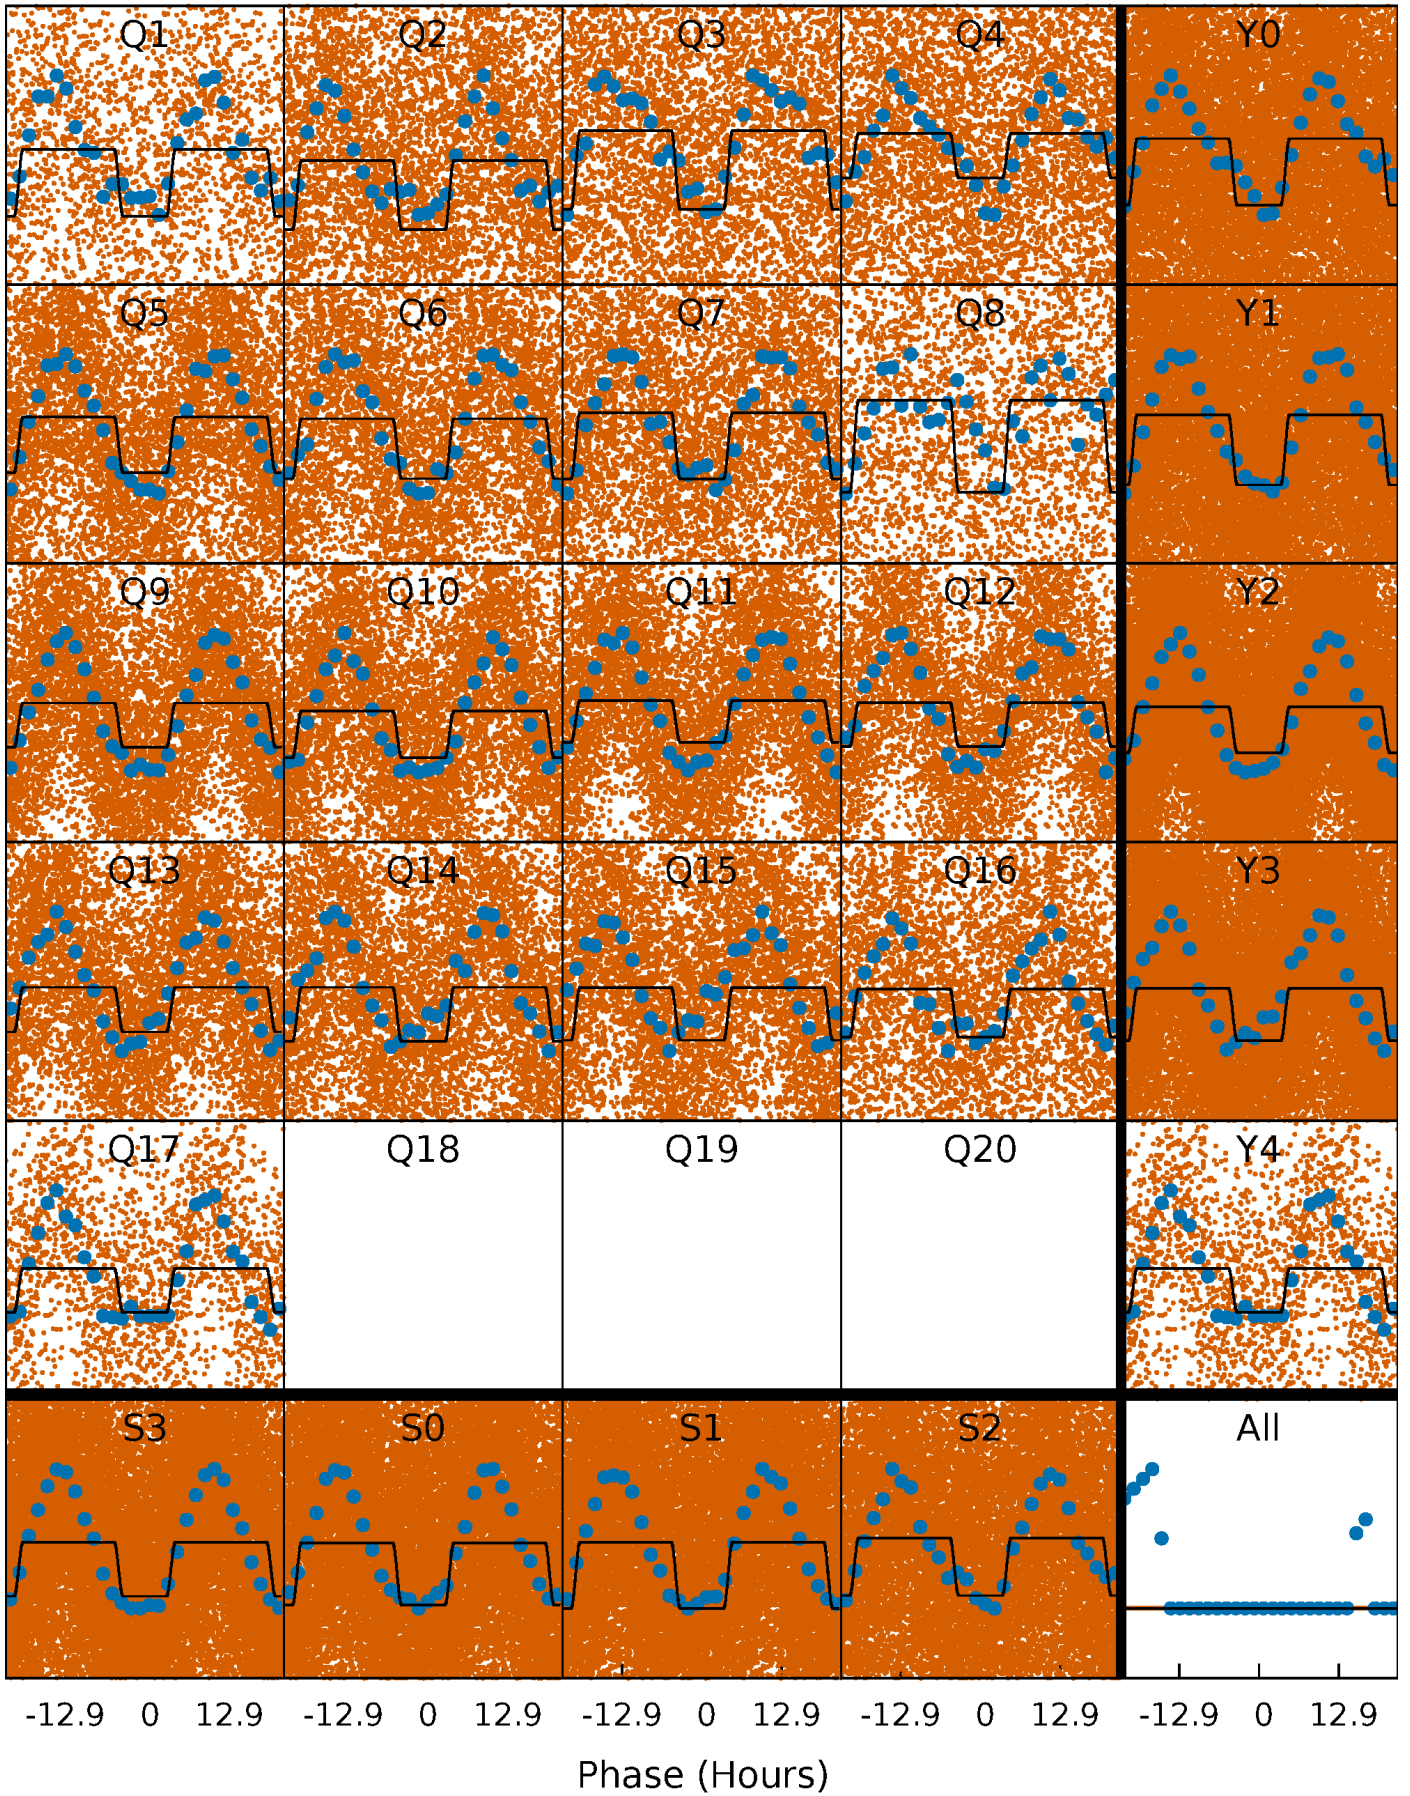 Q1 Q2 Q3 Q4 Y0
Q5 Q6 Q7 Q8 Y1
Q9 Q10 Q11 Q12 Y2
Q13 Q14 Q15 Q16 Y3
Q17 Q18 Q19 Q20 Y4
S3 S0 S1 S2 All
-12.9 0 12.9 -12.9 0 12.9 -12.9 0 12.9 -12.9 0 12.9 -12.9 0 12.9
Phase (Hours)